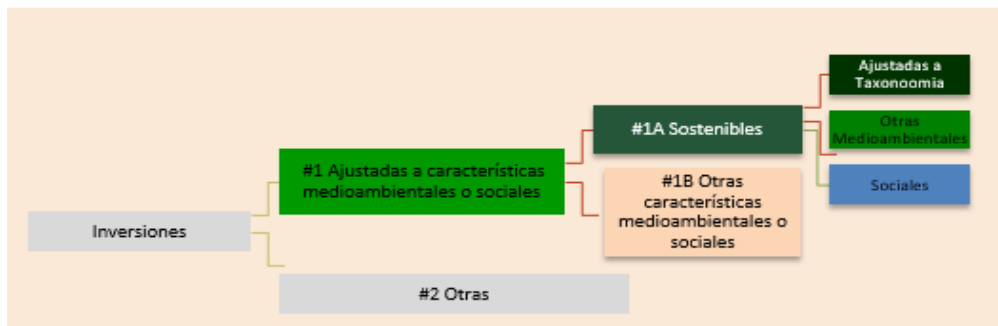 Ajustadas a
Taxonoomia
#1A Sostenibles
Otras
Medioambientales
#1 Ajustadas a características
medioambientales o sociales
#1B Otras
características
medioambientales o
sociales
Sociales
Inversiones
#2 Otras